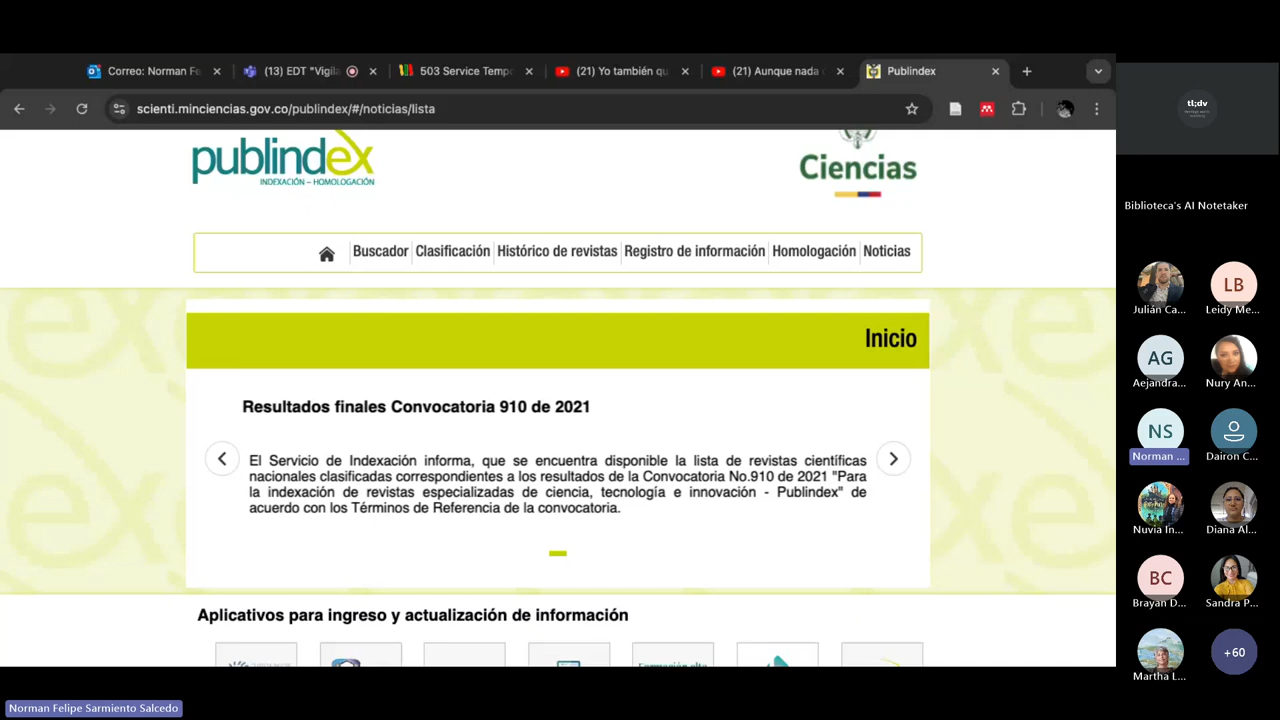 Correo: Norman Fe
(13) EDT "Vigila
503 Service Tempo
(21) Yo también qu
(21) Aunque nada
Publindex
scienti.minciencias.gov.co/publindex/#/noticias/lista
publindex
INDEXACIÓN – HOMOLOGACIÓN
Ciencias
Buscador
Clasificación
Histórico de revistas
Registro de información
Homologación
Noticias
Inicio
Resultados finales Convocatoria 910 de 2021
El Servicio de Indexación informa, que se encuentra disponible la lista de revistas científicas
nacionales clasificadas correspondientes a los resultados de la Convocatoria No.910 de 2021 "Para
la indexación de revistas especializadas de ciencia, tecnología e innovación - Publindex" de
acuerdo con los Términos de Referencia de la convocatoria.
Aplicativos para ingreso y actualización de información
tl;dv
Biblioteca's AI Notetaker
Julián Ca...
LB
Leidy Me...
AG
Aejandra...
Nury An...
NS
Norman ...
Dairon C...
Nuvia In...
Diana Al...
BC
Brayan D...
Sandra P...
Martha L...
+60
Norman Felipe Sarmiento Salcedo